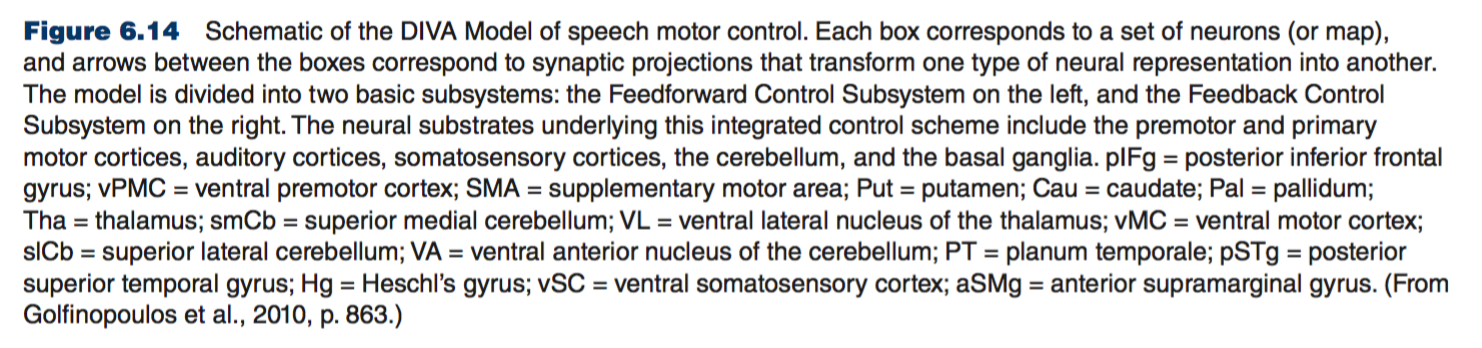 Figure 6.14 Schematic of the DIVA Model of speech motor control. Each box corresponds to a set of neurons (or map),
and arrows between the boxes correspond to synaptic projections that transform one type of neural representation into another.
The model is divided into two basic subsystems: the Feedforward Control Subsystem on the left, and the Feedback Control
Subsystem on the right. The neural substrates underlying this integrated control scheme include the premotor and primary
motor cortices, auditory cortices, somatosensory cortices, the cerebellum, and the basal ganglia. pIFg = posterior inferior frontal
gyrus; vPMC = ventral premotor cortex; SMA = supplementary motor area; Put = putamen; Cau = caudate; Pal = pallidum;
Tha = thalamus; smCb = superior medial cerebellum; VL = ventral lateral nucleus of the thalamus; vMC = ventral motor cortex;
slCb = superior lateral cerebellum; VA = ventral anterior nucleus of the cerebellum; PT = planum temporale; pSTg = posterior
superior temporal gyrus; Hg = Heschl's gyrus; vSC = ventral somatosensory cortex; aSMg = anterior supramarginal gyrus. (From
Golfinopoulos et al., 2010, p. 863.)